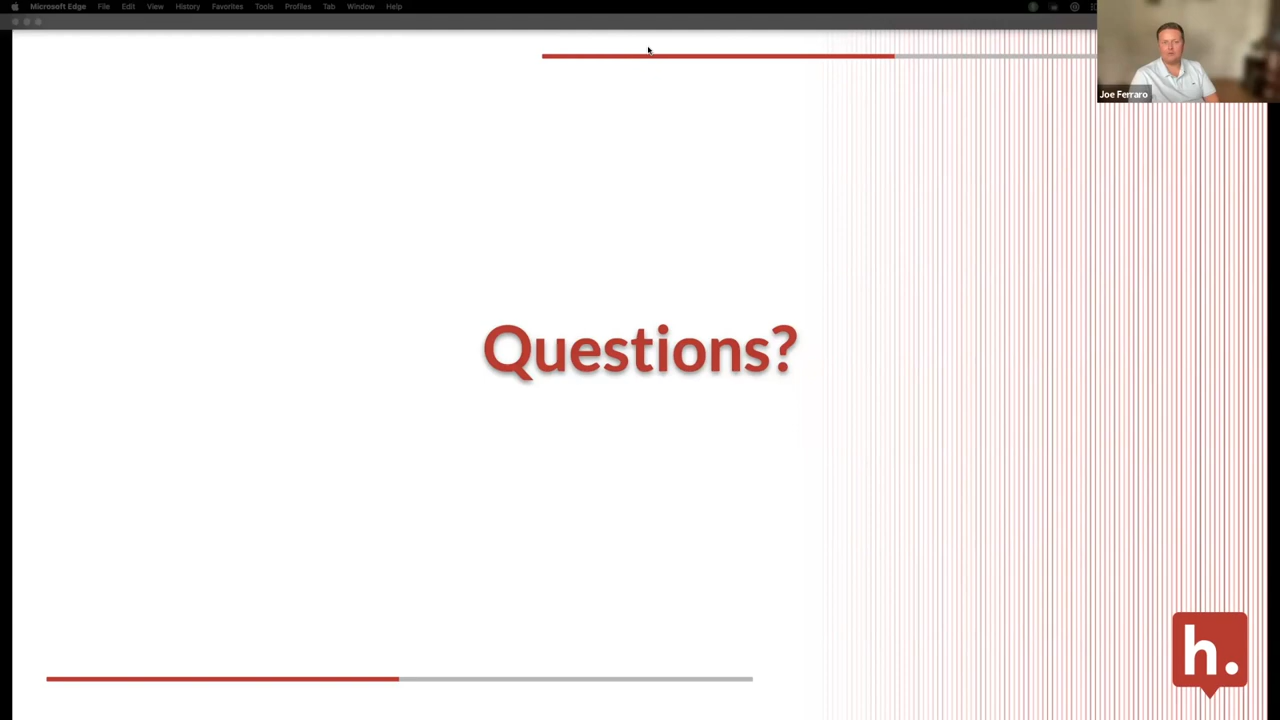 Microsoft Edge File Edit View History Favorites Tools Profiles Tab Window Help
Joe Ferraro
Questions?
h.